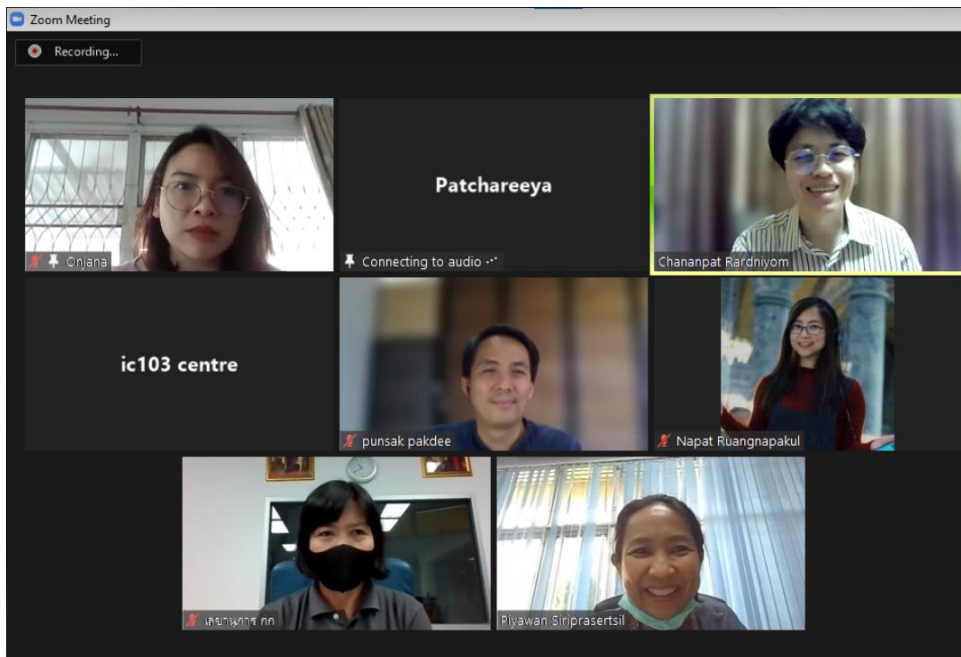 Zoom Meeting
Recording...
Onjana
Patchareeya
Connecting to audio
Chananpat Rardniyom
ic103 centre
punsak pakdee
Napat Ruangnapakul
เลขานุการ กก
Piyawan Siriprasertsil